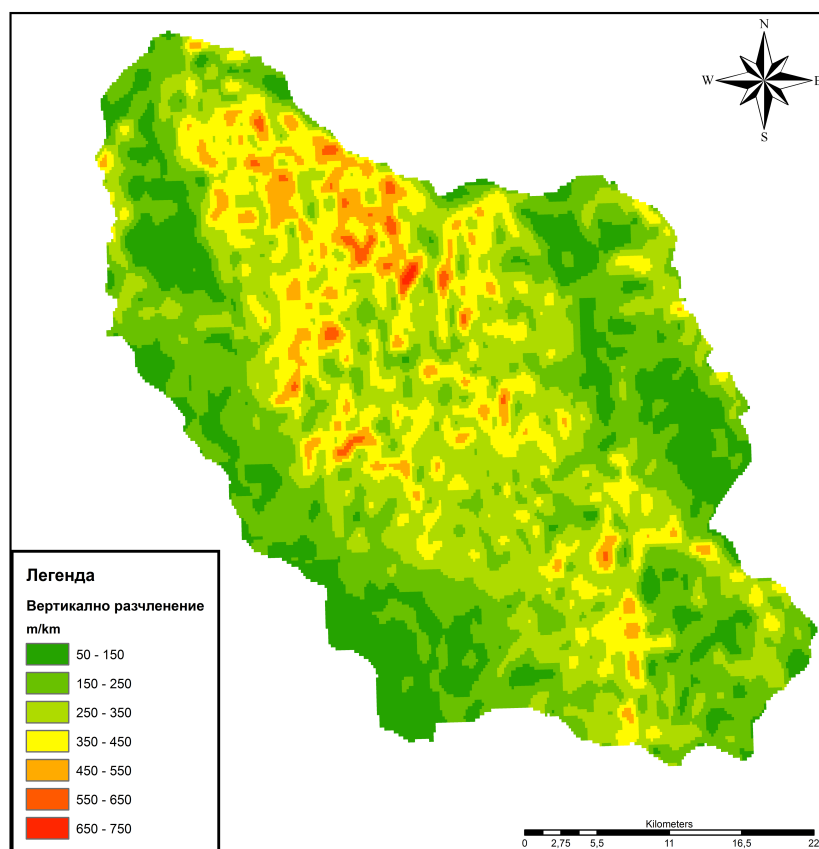 N
W
E
S
Легенда
Вертикално разчленение
m/km
50 - 150
150 - 250
250 - 350
350 - 450
450 - 550
550 - 650
650 - 750
Kilometers
0 2,75 5,5 11 16,5 22